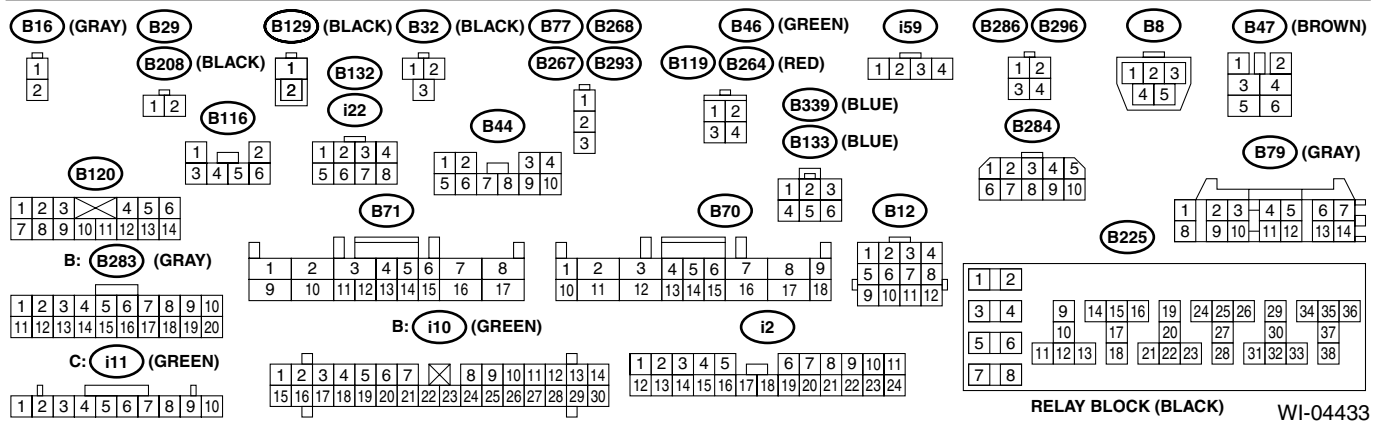 B16 (GRAY) B29 B129 (BLACK) B32 (BLACK) B77 B268 B46 (GREEN) i59 B286 B296 B8 B47 (BROWN)
B208 (BLACK) B132 B267 B293 B119 B264 (RED)
1
2
1 2
1
2
1 2
3
1
2
3
1 2
3 4
1 2 3 4
1 2
3 4
1 2 3
4 5
1 2
3 4
5 6
B116 i22 B44 B339 (BLUE) B284
B133 (BLUE) B79 (GRAY)
1 2
3 4 5 6
1 2 3 4
5 6 7 8
1 2 3 4
5 6 7 8 9 10
1 2 3
4 5 6
1 2 3 4 5
6 7 8 9 10
1 2 3 4 5 6 7
8 9 10 11 12 13 14
B120 B71 B70 B12 B225
1 2 3 4 5 6
7 8 9 10 11 12 13 14
1 2 3 4 5 6 7 8
9 10 11 12 13 14 15 16 17
1 2 3 4 5 6 7 8 9
10 11 12 13 14 15 16 17 18
1 2 3 4
5 6 7 8
9 10 11 12
B: B283 (GRAY)
1 2 3 4 5 6 7 8 9 10
11 12 13 14 15 16 17 18 19 20
B: i10 (GREEN)
1 2 3 4 5 6 7 8 9 10 11 12 13 14
15 16 17 18 19 20 21 22 23 24 25 26 27 28 29 30
i2
1 2 3 4 5 6 7 8 9 10 11
12 13 14 15 16 17 18 19 20 21 22 23 24
C: i11 (GREEN)
1 2 3 4 5 6 7 8 9 10
1 2
3 4 9 14 15 16 19 24 25 26 29 34 35 36
10 17 20 27 30 37
5 6 11 12 13 18 21 22 23 28 31 32 33 38
7 8
RELAY BLOCK (BLACK)
WI-04433